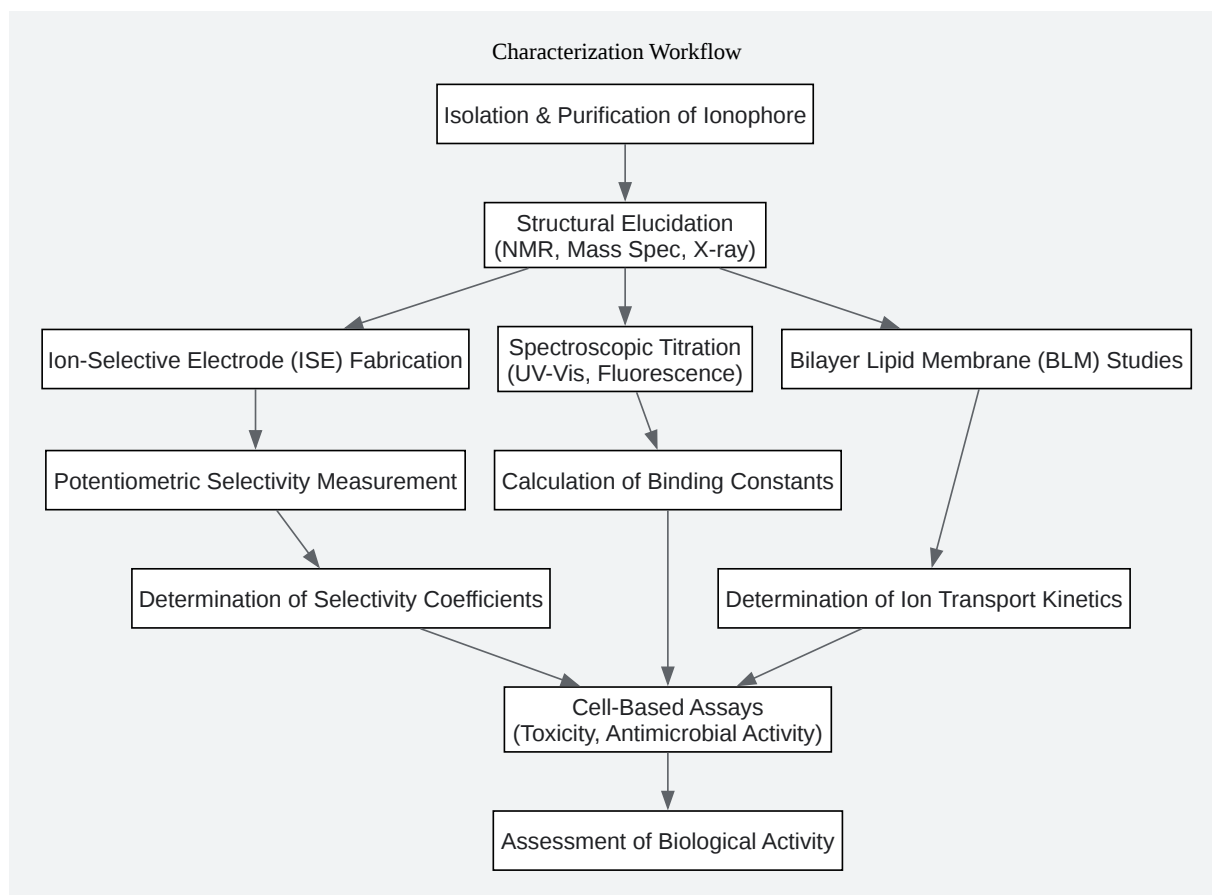 Characterization Workflow
Isolation & Purification of Ionophore
Structural Elucidation
(NMR, Mass Spec, X-ray)
Ion-Selective Electrode (ISE) Fabrication
Spectroscopic Titration
(UV-Vis, Fluorescence)
Bilayer Lipid Membrane (BLM) Studies
Potentiometric Selectivity Measurement
Calculation of Binding Constants
Determination of Selectivity Coefficients
Determination of Ion Transport Kinetics
Cell-Based Assays
(Toxicity, Antimicrobial Activity)
Assessment of Biological Activity